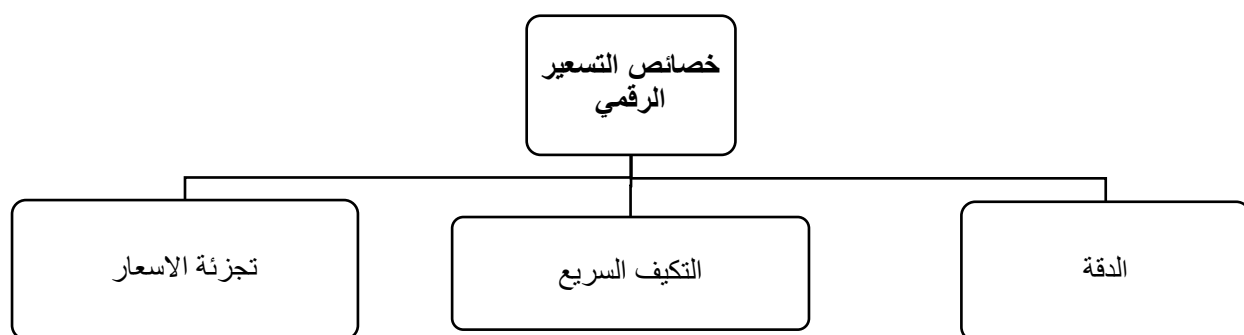 خصائص التسعير
الرقمي
الدقة
التكيف السريع
تجزئة الاسعار